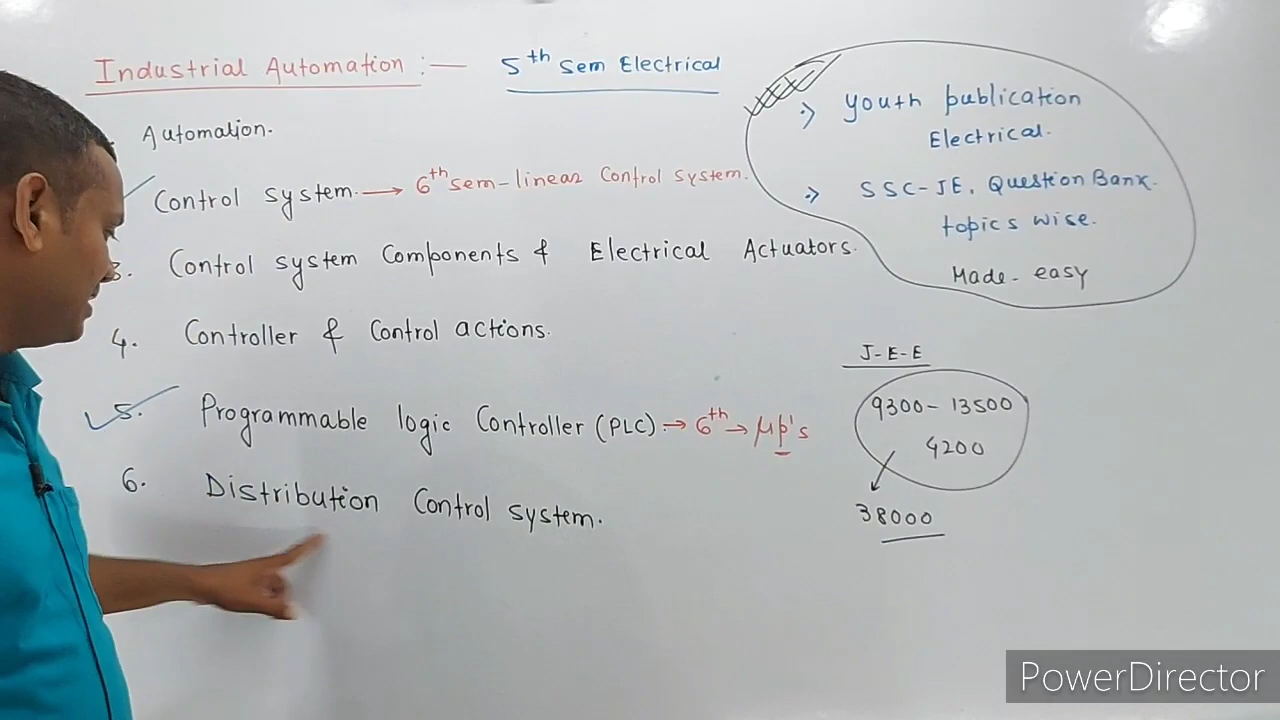 Industrial Automation :— 5th sem Electrical
Automation.
Control system. → 6th sem - linear Control system.
3. Control system Components & Electrical Actuators.
4. Controller & Control actions.
5. Programmable logic Controller (PLC). → 6th → μp's
6. Distribution Control system.
Youth publication
Electrical.
SSC-JE. Question Bank.
topics wise.
Made - easy
J-E-E
9300 - 13500
4200
38000
PowerDirector